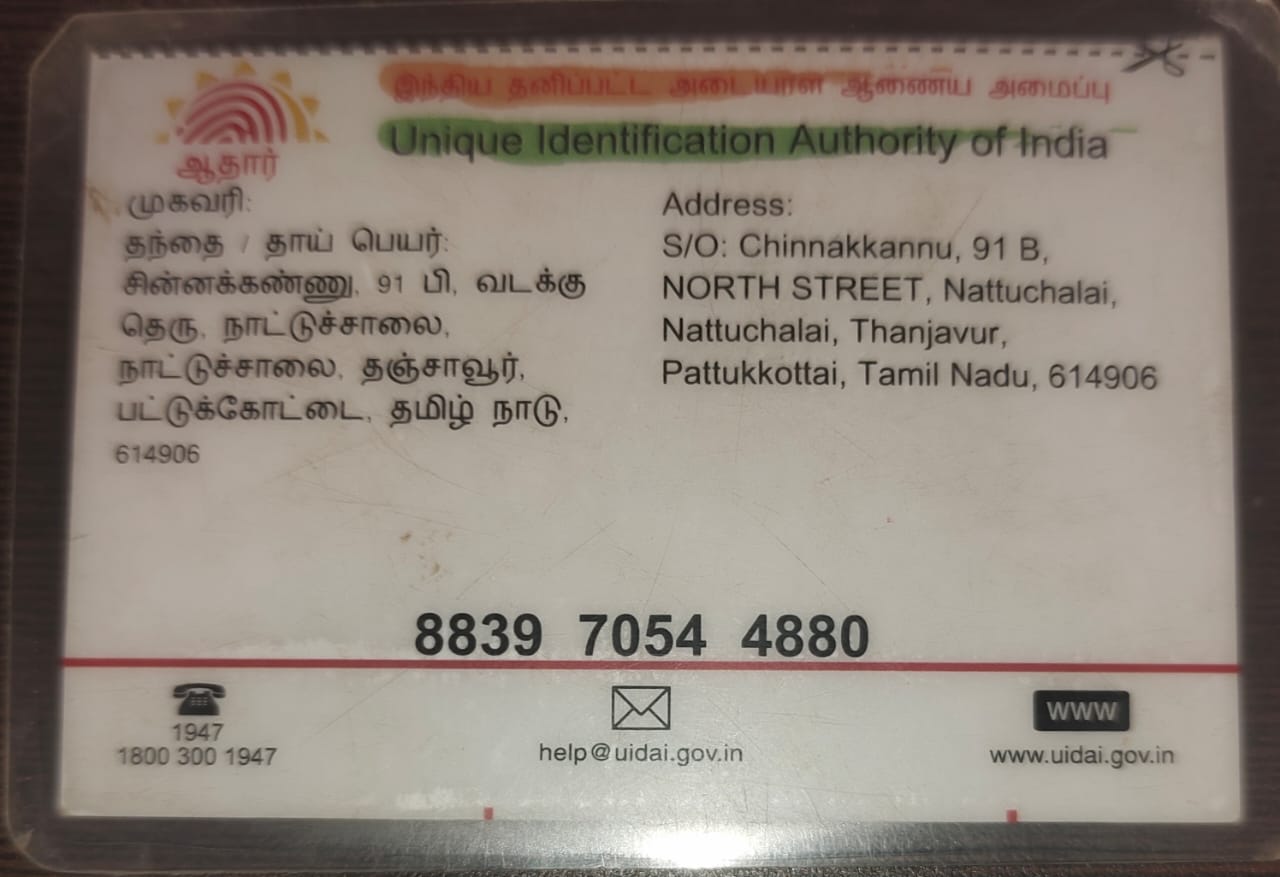 இந்திய தனிப்பட்ட அடையாள ஆணைய அமைப்பு
Unique Identification Authority of India
ஆதார்
முகவரி:
தந்தை / தாய் பெயர்:
சின்னக்கண்ணு, 91 பி, வடக்கு
தெரு, நாட்டுச்சாலை,
நாட்டுச்சாலை, தஞ்சாவூர்,
பட்டுக்கோட்டை, தமிழ் நாடு,
614906
Address:
S/O: Chinnakkannu, 91 B,
NORTH STREET, Nattuchalai,
Nattuchalai, Thanjavur,
Pattukkottai, Tamil Nadu, 614906
8839 7054 4880
1947
1800 300 1947
help@uidai.gov.in
WWW
www.uidai.gov.in